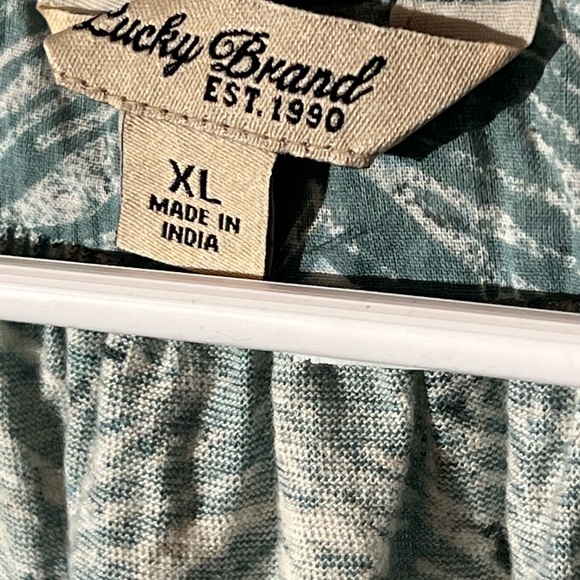 Lucky Brand
EST. 1990
XL
MADE IN
INDIA